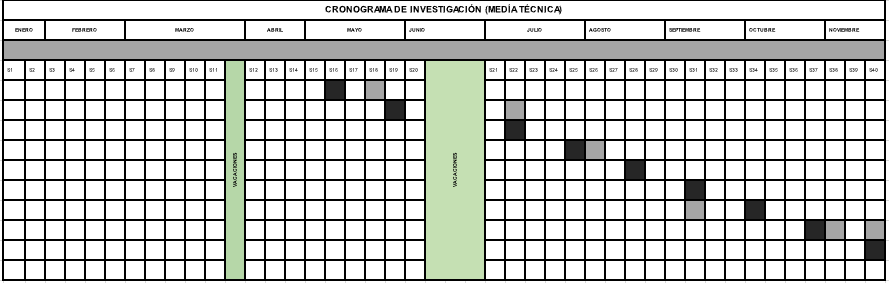 CRONOGRAMA DE INVESTIGACIÓN (MEDÍA TÉCNICA)
ENERO FEBRERO MARZO ABRIL MAYO JUNIO JULIO AGOSTO SEPTIEMBRE OCTUBRE NOVIEMBRE
S1 S2 S3 S4 S5 S6 S7 S8 S9 S10 S11 S12 S13 S14 S15 S16 S17 S18 S19 S20 S21 S22 S23 S24 S25 S26 S27 S28 S29 S30 S31 S32 S33 S34 S35 S36 S37 S38 S39 S40
VACACIONES
VACACIONES